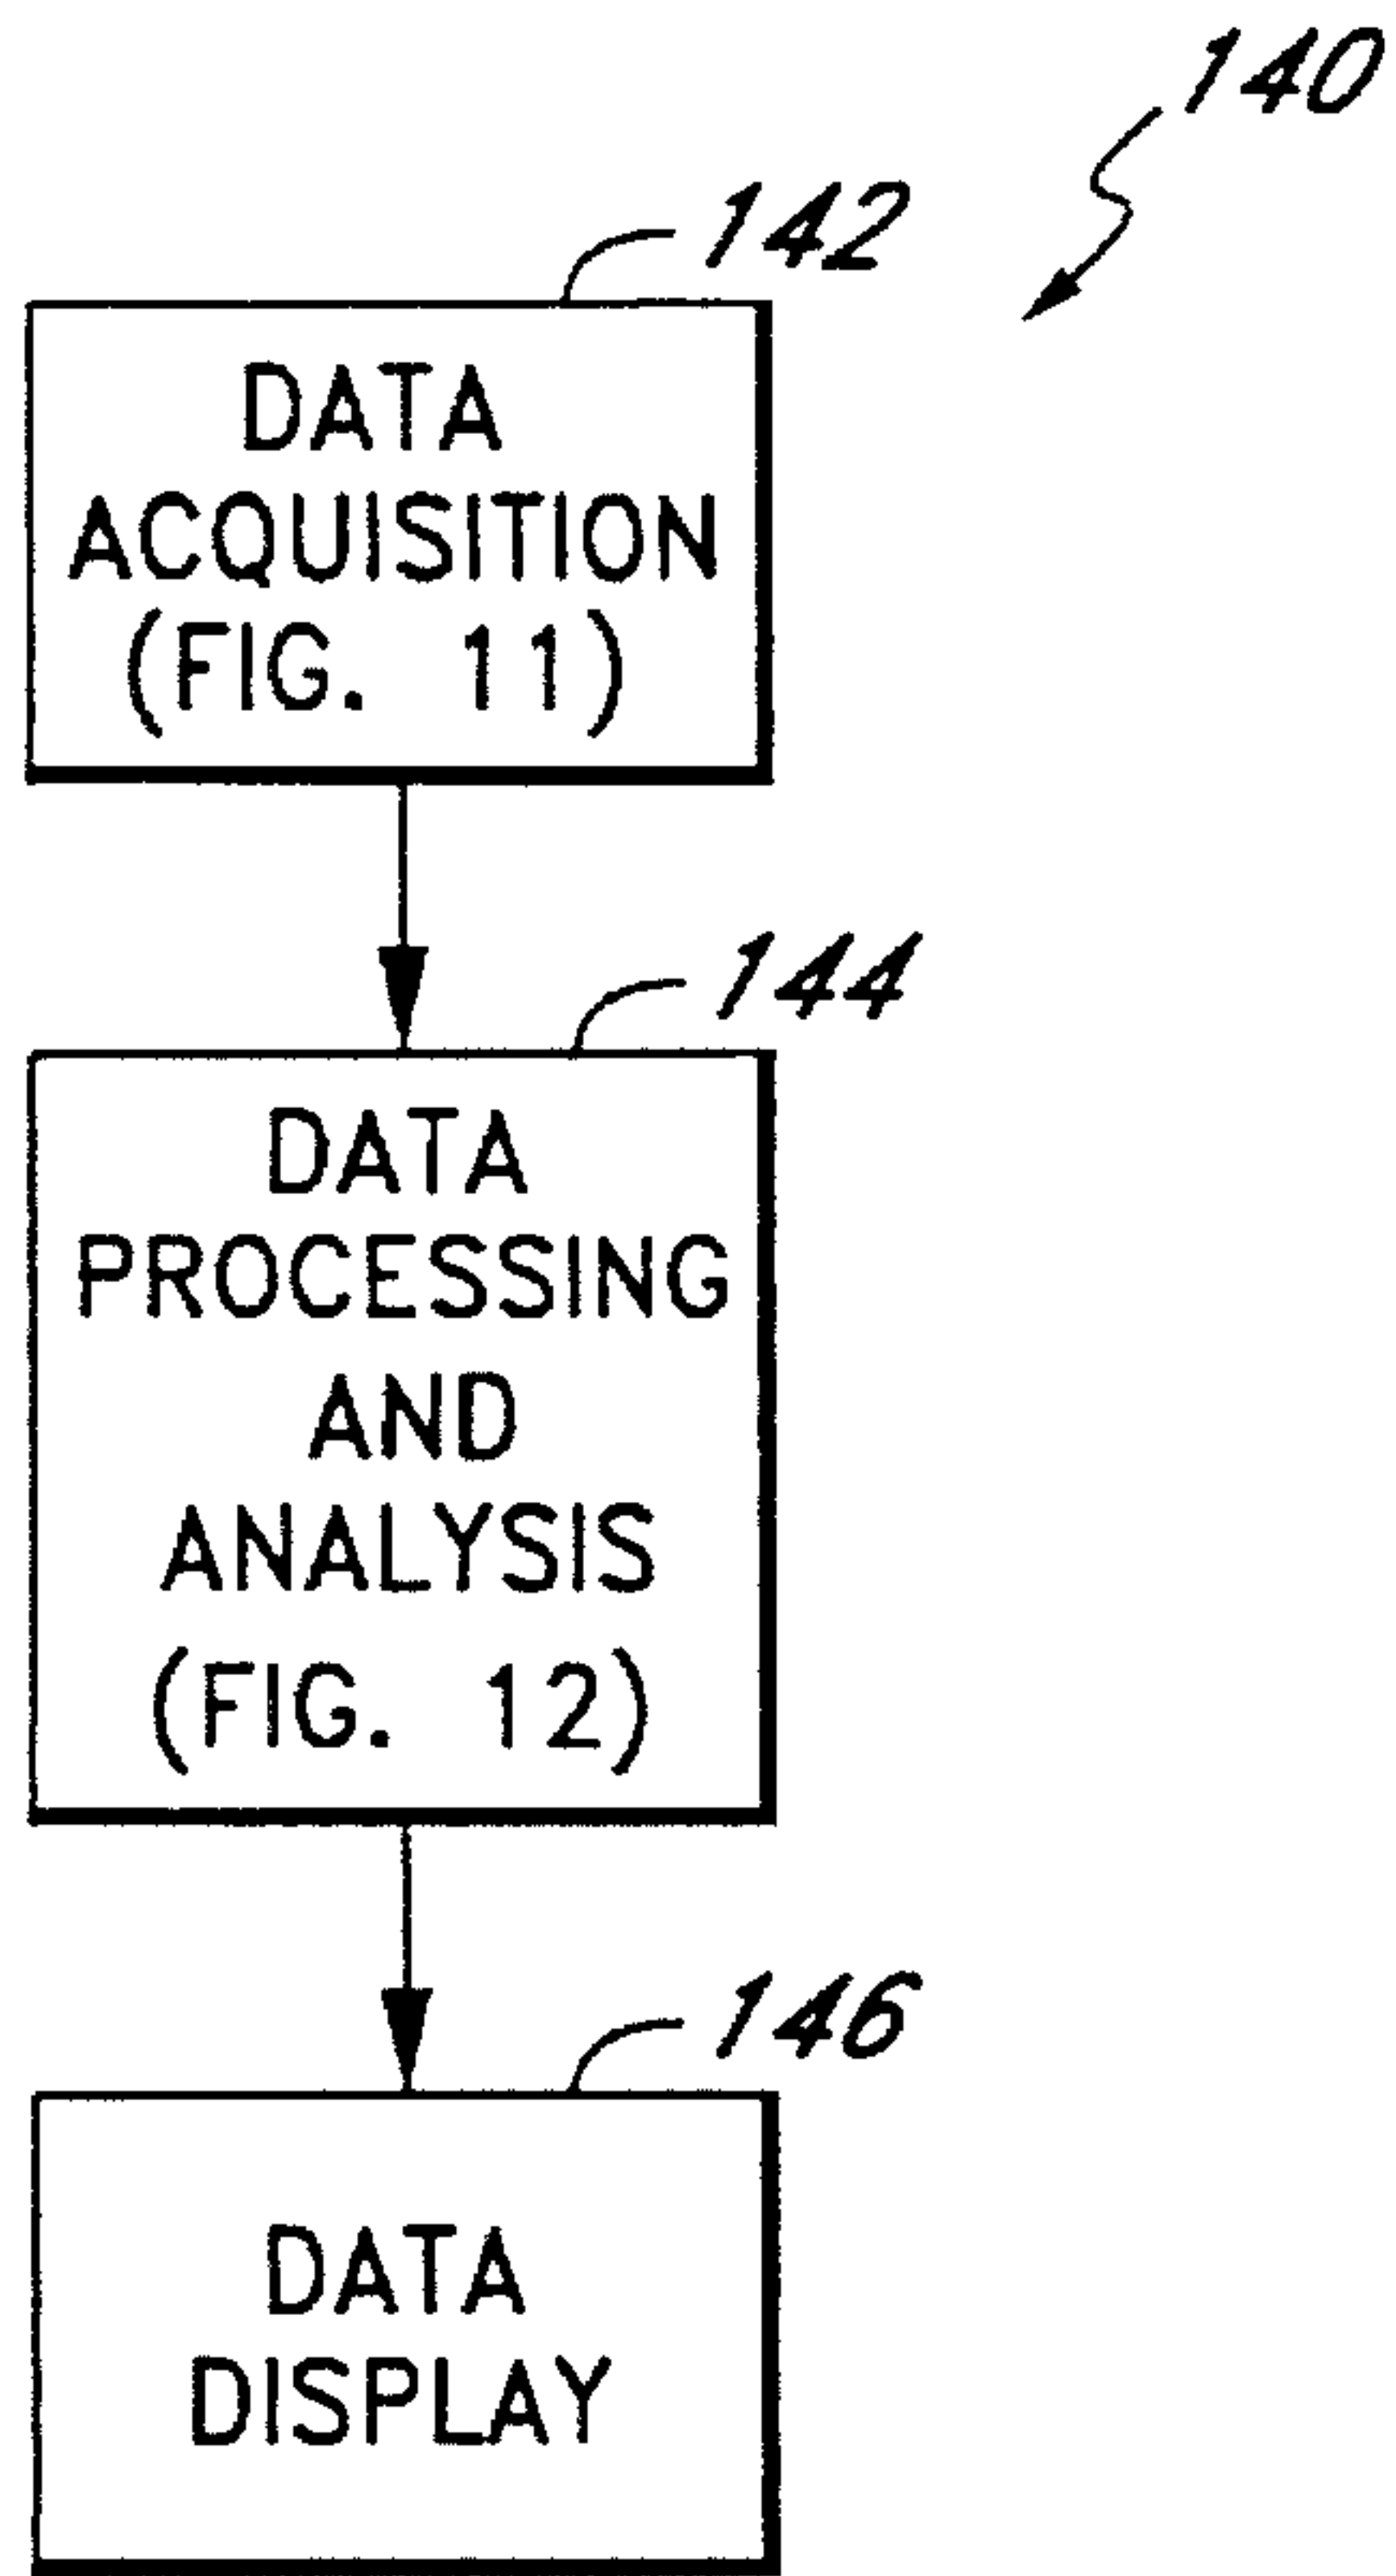 140
142
DATA
ACQUISITION
(FIG. 11)
144
DATA
PROCESSING
AND
ANALYSIS
(FIG. 12)
146
DATA
DISPLAY